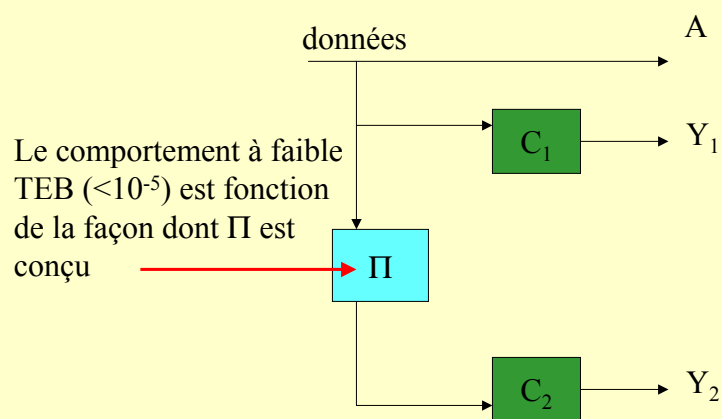 données
A
C₁
Y₁
Le comportement à faible
TEB (<10⁻⁵) est fonction
de la façon dont Π est
conçu
Π
C₂
Y₂